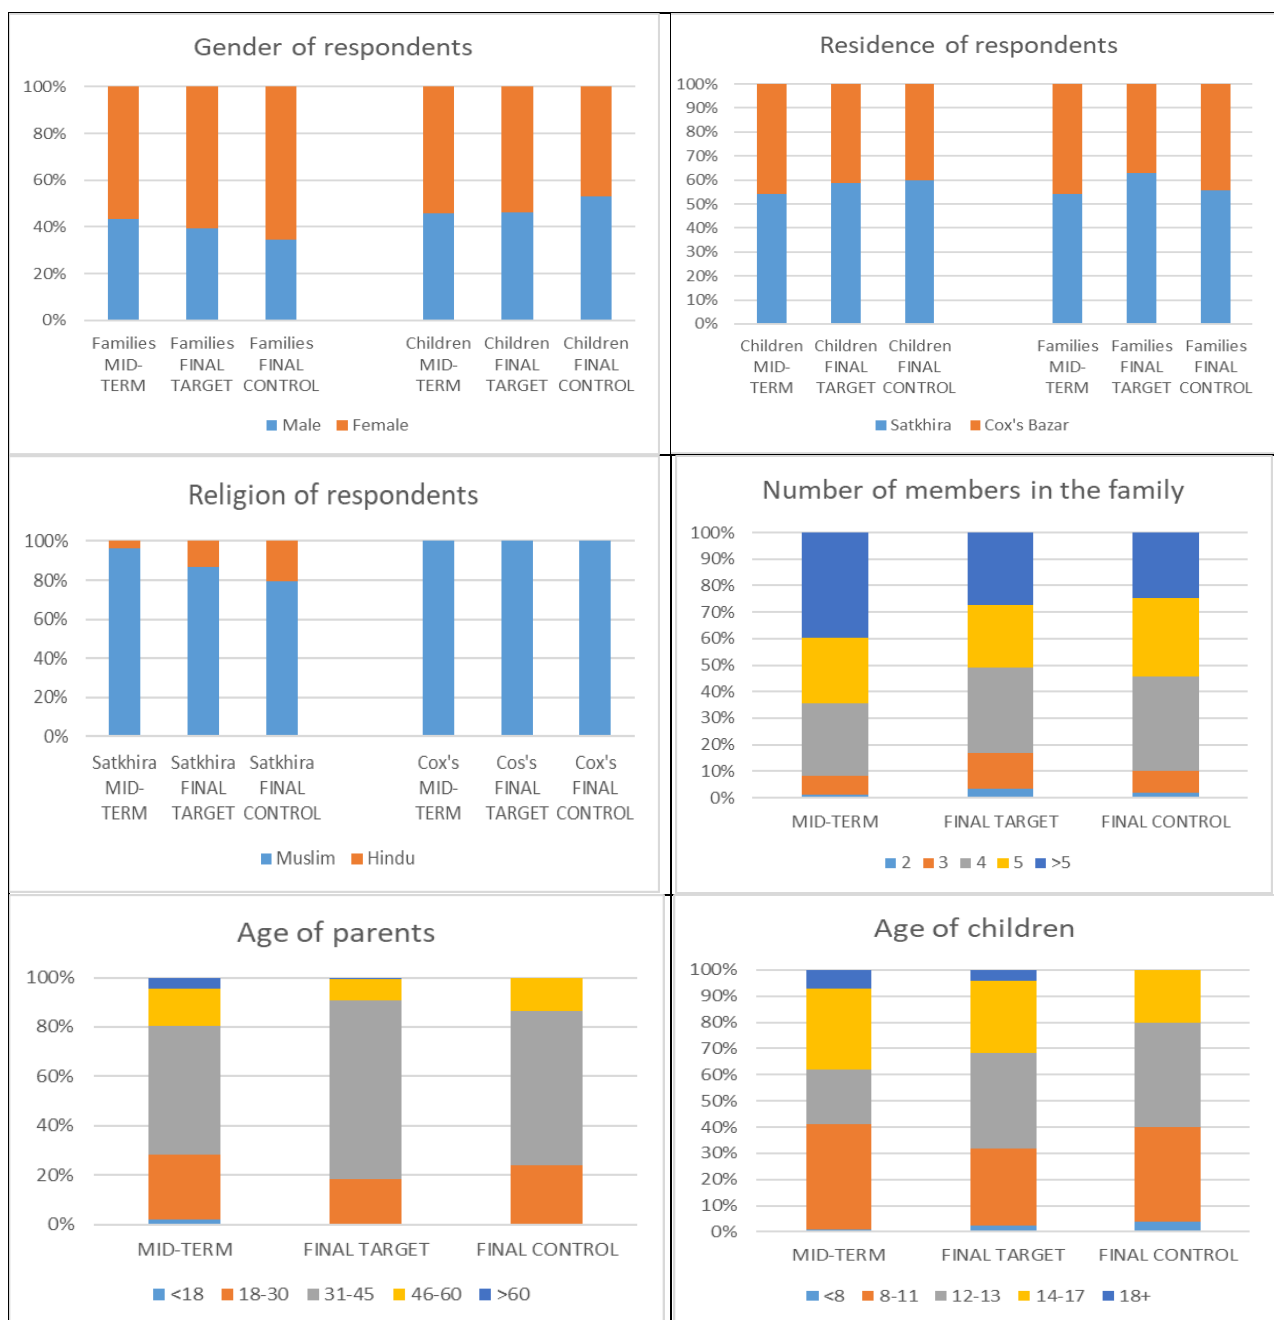 Gender of respondents
100%
80%
60%
40%
20%
0%
Families MID-TERM
Families FINAL TARGET
Families FINAL CONTROL
Children MID-TERM
Children FINAL TARGET
Children FINAL CONTROL
Male Female
Residence of respondents
100%
90%
80%
70%
60%
50%
40%
30%
20%
10%
0%
Children MID-TERM
Children FINAL TARGET
Children FINAL CONTROL
Families MID-TERM
Families FINAL TARGET
Families FINAL CONTROL
Satkhira Cox's Bazar
Religion of respondents
100%
80%
60%
40%
20%
0%
Satkhira MID-TERM
Satkhira FINAL TARGET
Satkhira FINAL CONTROL
Cox's MID-TERM
Cos's FINAL TARGET
Cox's FINAL CONTROL
Muslim Hindu
Number of members in the family
100%
90%
80%
70%
60%
50%
40%
30%
20%
10%
0%
MID-TERM FINAL TARGET FINAL CONTROL
2 3 4 5 >5
Age of parents
100%
80%
60%
40%
20%
0%
MID-TERM FINAL TARGET FINAL CONTROL
<18 18-30 31-45 46-60 >60
Age of children
100%
90%
80%
70%
60%
50%
40%
30%
20%
10%
0%
MID-TERM FINAL TARGET FINAL CONTROL
<8 8-11 12-13 14-17 18+